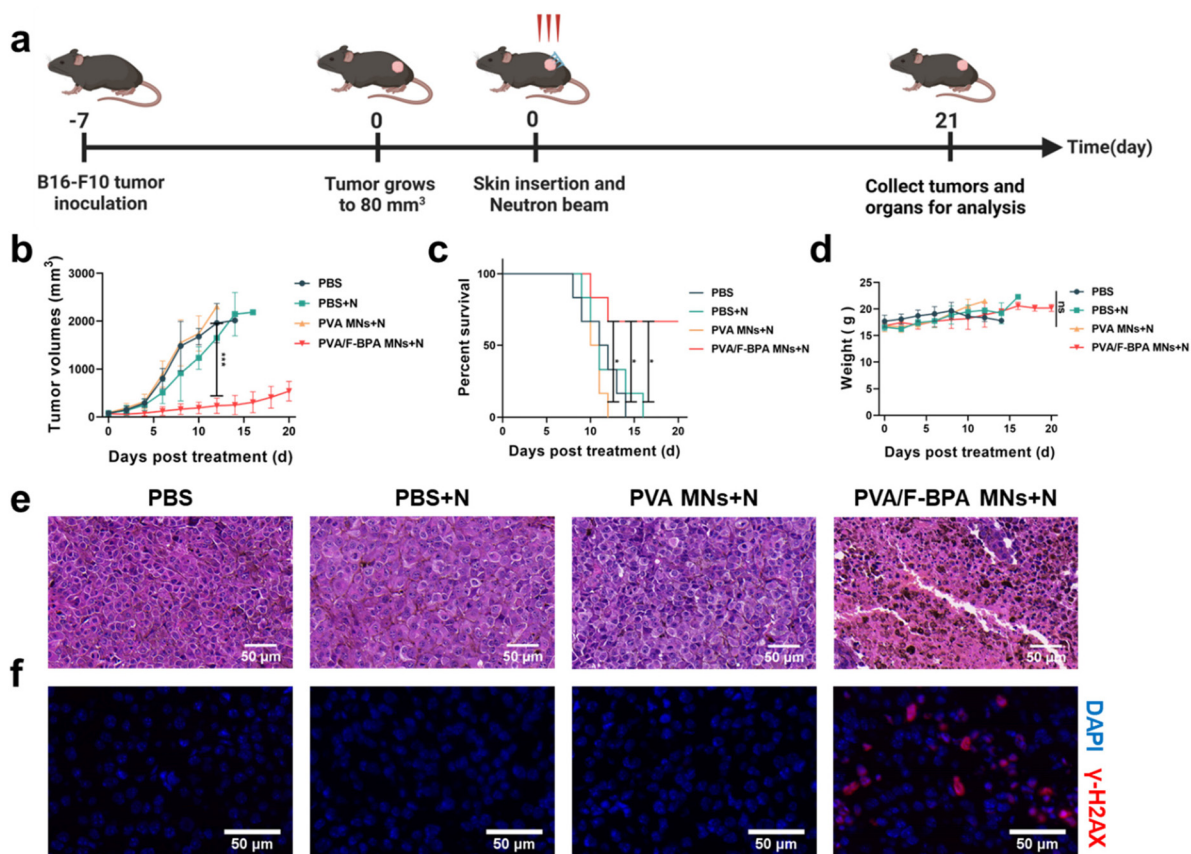 a
-7
0
0
21
Time(day)
B16-F10 tumor
inoculation
Tumor grows
to 80 mm³
Skin insertion and
Neutron beam
Collect tumors and
organs for analysis
b
Tumor volumes (mm³)
3000
2000
1000
0
0
5
10
15
20
Days post treatment (d)
***
PBS
PBS+N
PVA MNs+N
PVA/F-BPA MNs+N
c
Percent survival
100
50
0
0
5
10
15
20
Days post treatment (d)
*
*
*
PBS
PBS+N
PVA MNs+N
PVA/F-BPA MNs+N
d
Weight ( g )
25
20
15
10
5
0
0
5
10
15
20
Days post treatment (d)
PBS
PBS+N
PVA MNs+N
PVA/F-BPA MNs+N
ns
e
PBS
PBS+N
PVA MNs+N
PVA/F-BPA MNs+N
50 μm
50 μm
50 μm
50 μm
f
50 μm
50 μm
50 μm
50 μm
DAPI
γ-H2AX